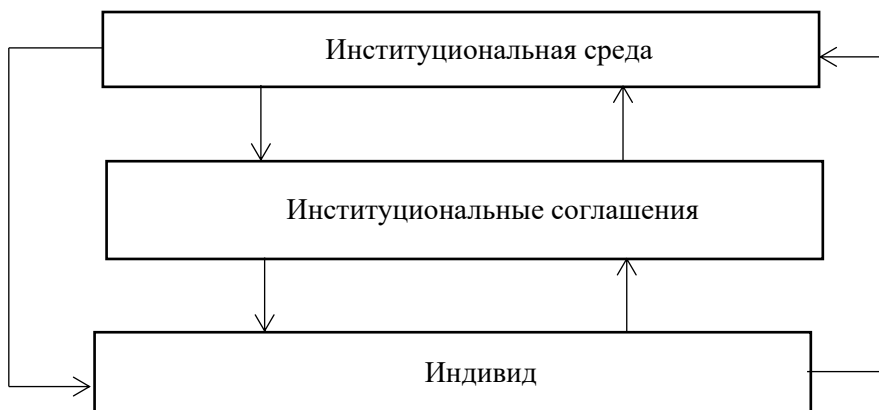 Институциональная среда
Институциональные соглашения
Индивид